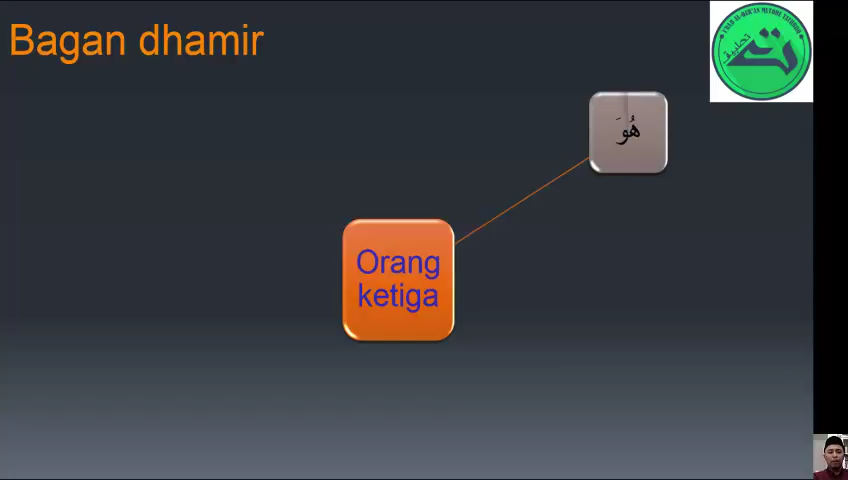 Bagan dhamir
هُوَ
Orang
ketiga